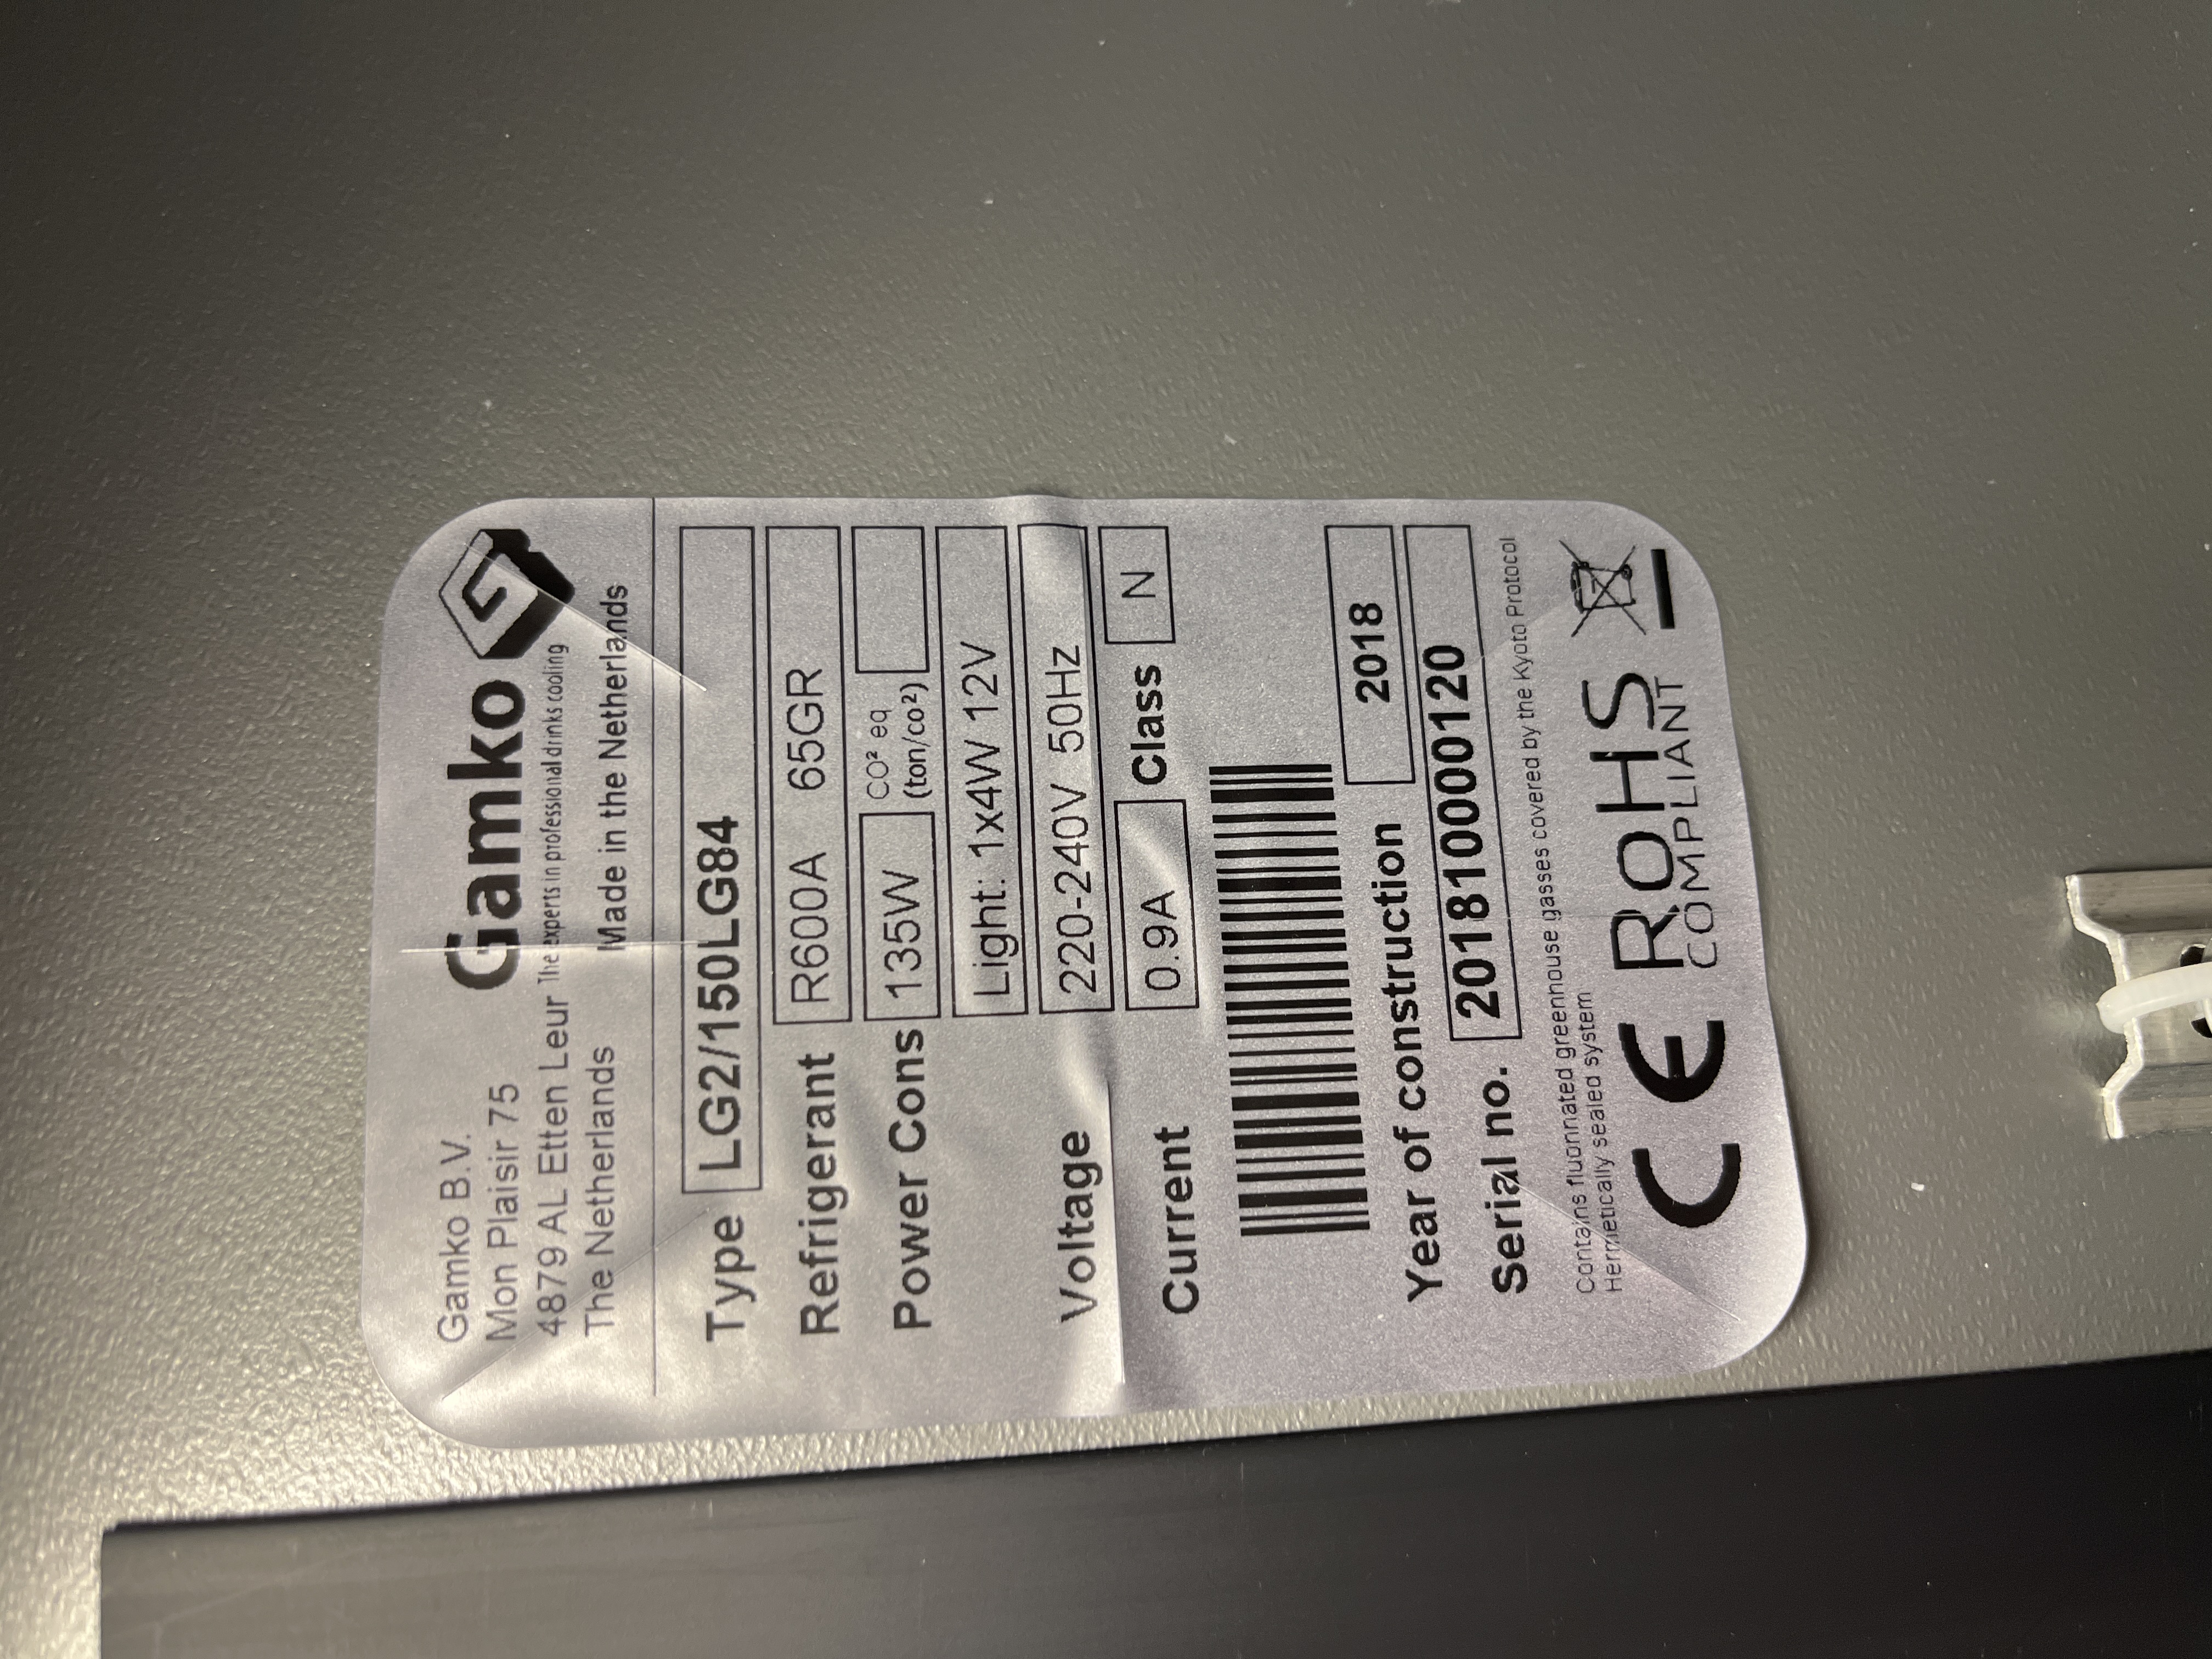 Gamko B.V.
Mon Plaisir 75
4879 AL Etten Leur
The Netherlands
Gamko
The experts in professional drinks cooling
Made in the Netherlands
Type LG2/150LG84
Refrigerant R600A 65GR
Power Cons 135W CO² eq (ton/co²)
Light: 1x4W 12V
Voltage 220-240V 50Hz
Current 0.9A Class N
Year of construction 2018
Serial no. 20181000120
Contains fluorinated greenhouse gasses covered by the Kyoto Protocol
Hermetically sealed system
CE RoHS
COMPLIANT